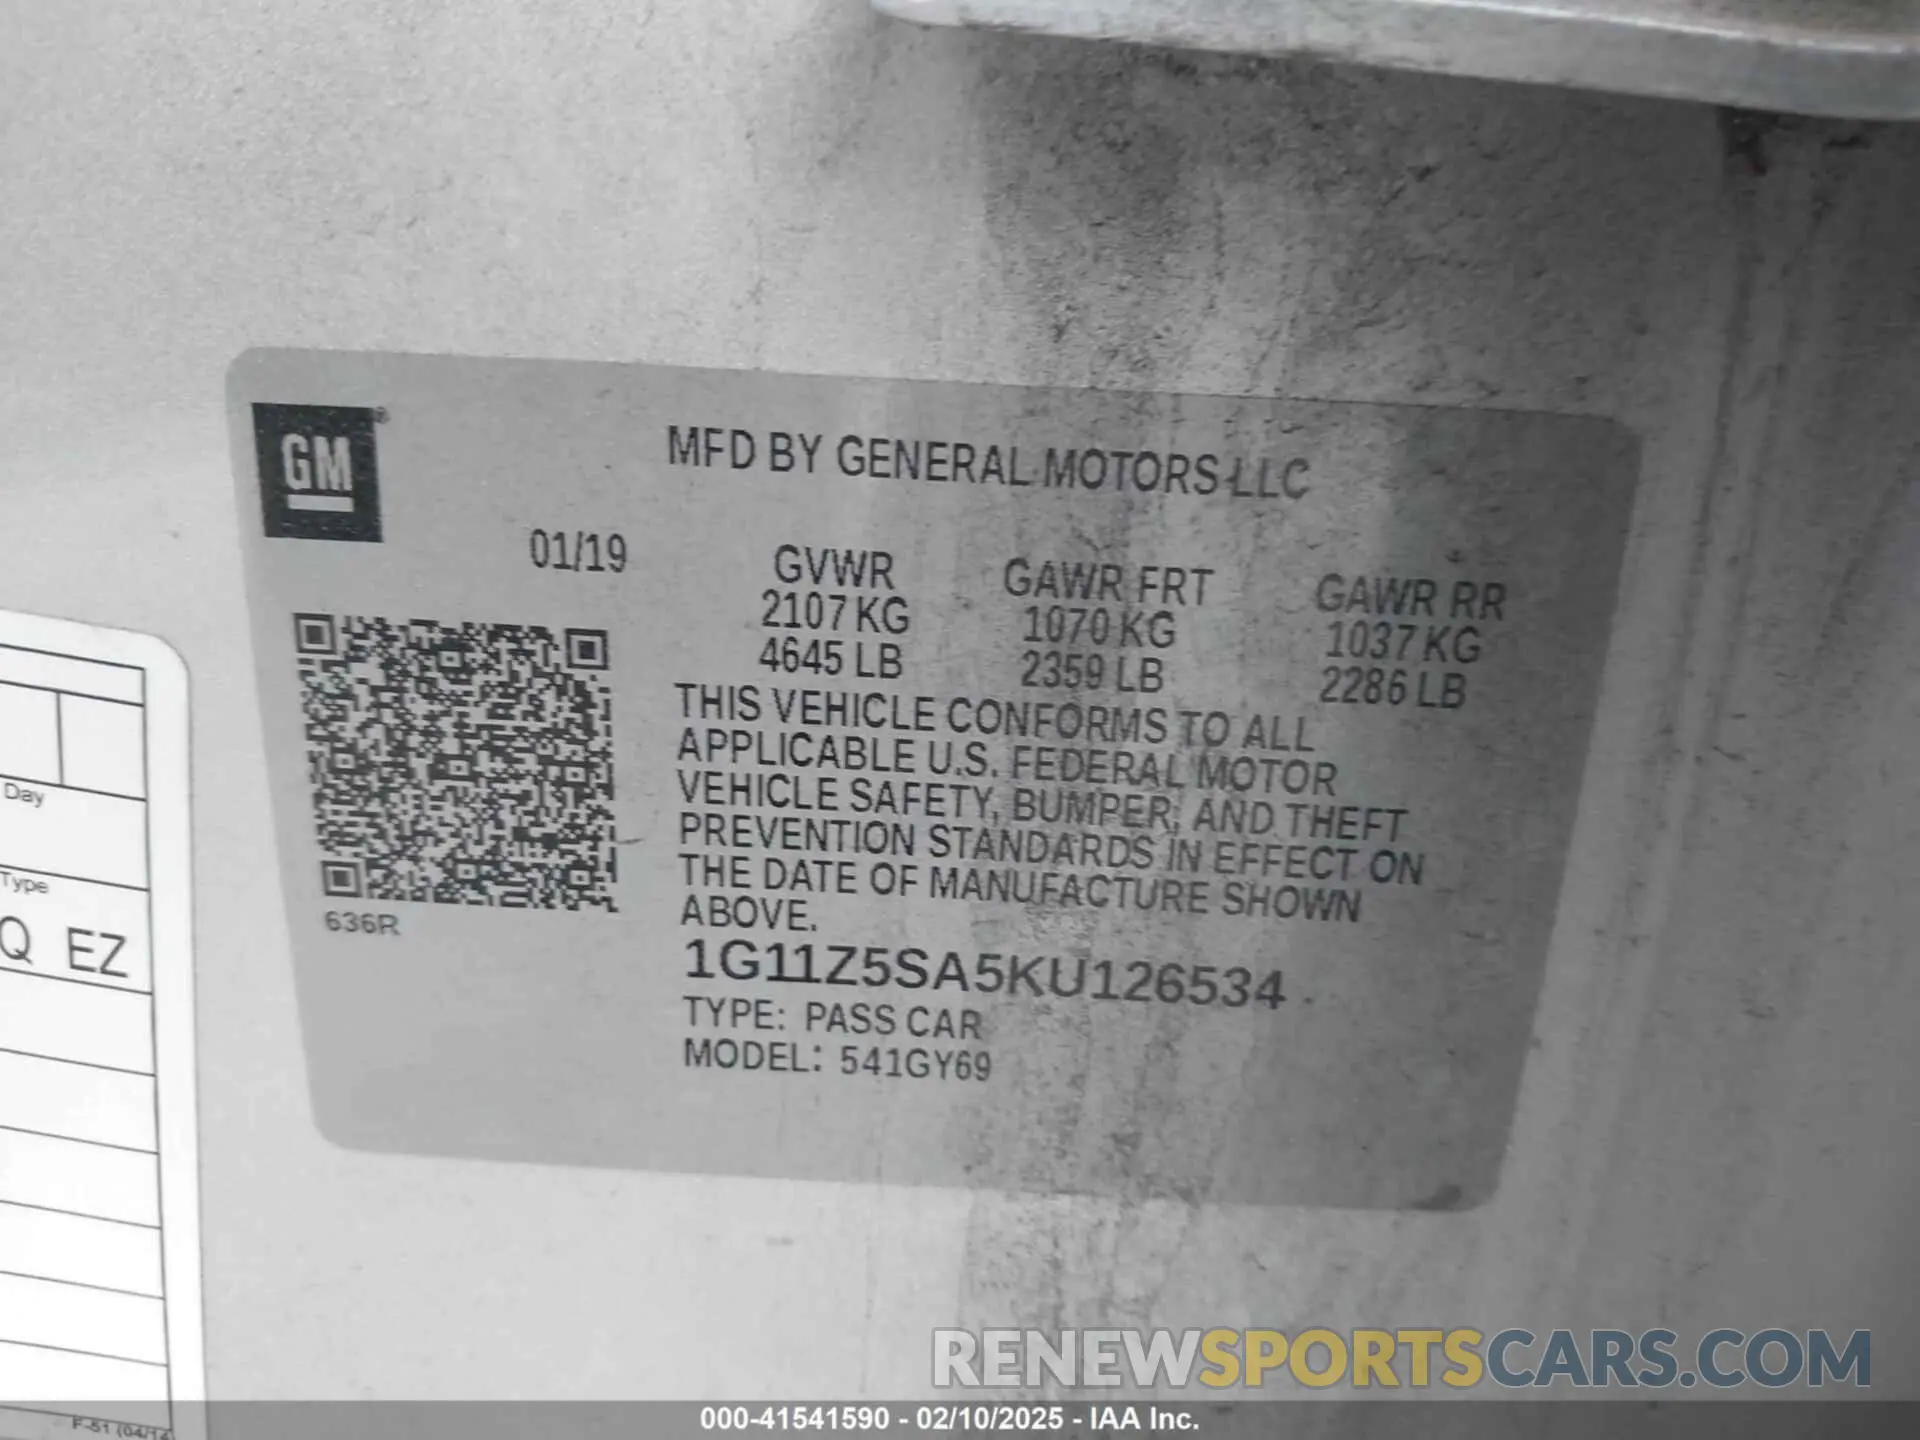 GM®
MFD BY GENERAL MOTORS LLC
01/19
GVWR GAWR FRT GAWR RR
2107 KG 1070 KG 1037 KG
4645 LB 2359 LB 2286 LB
THIS VEHICLE CONFORMS TO ALL
APPLICABLE U.S. FEDERAL MOTOR
VEHICLE SAFETY, BUMPER, AND THEFT
PREVENTION STANDARDS IN EFFECT ON
THE DATE OF MANUFACTURE SHOWN
ABOVE.
636R
1G11Z5SA5KU126534
TYPE: PASS CAR
MODEL: 541GY69
Day
Type
Q EZ
F-51 (04/14
RENEWSPORTSCARS.COM
000-41541590 - 02/10/2025 - IAA Inc.